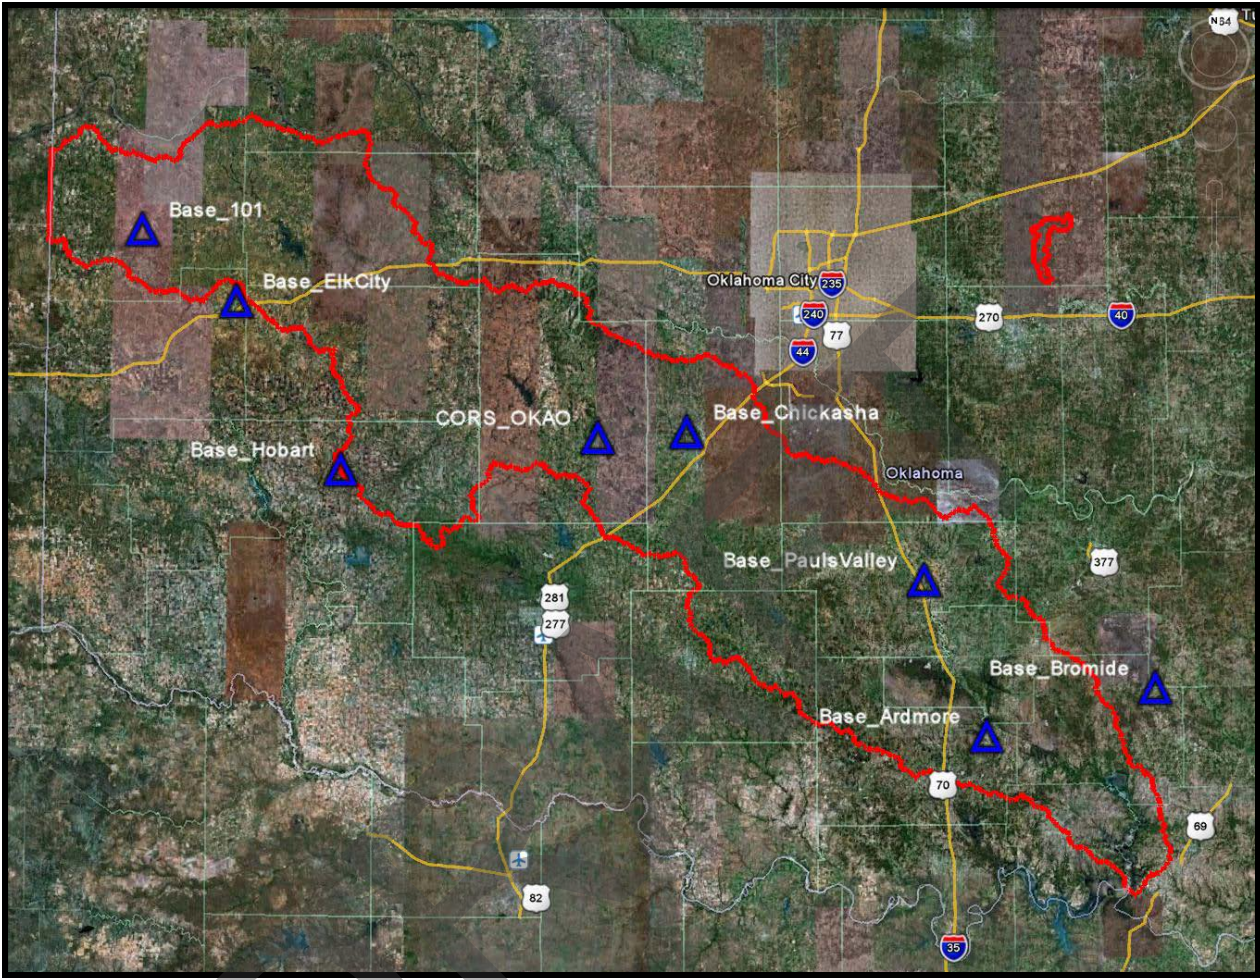 N64
Tu
Base_101
Base_ElkCity
Oklahoma City
235
240
270
40
77
44
CORS_OKAO
Base_Chickasha
Base_Hobart
Oklahoma
Base_PaulsValley
377
281
277
Base_Bromide
Base_Ardmore
70
69
82
35